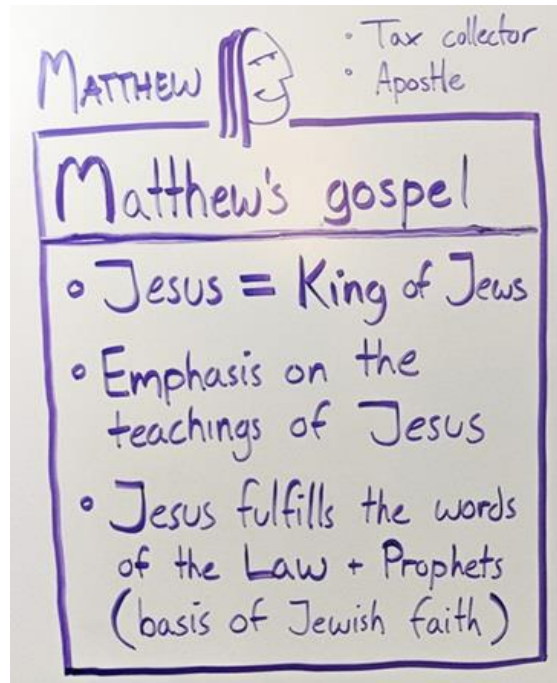 MATTHEW
• Tax collector
• Apostle
Matthew's gospel
• Jesus = King of Jews
• Emphasis on the
teachings of Jesus
• Jesus fulfills the words
of the Law + Prophets
(basis of Jewish faith)